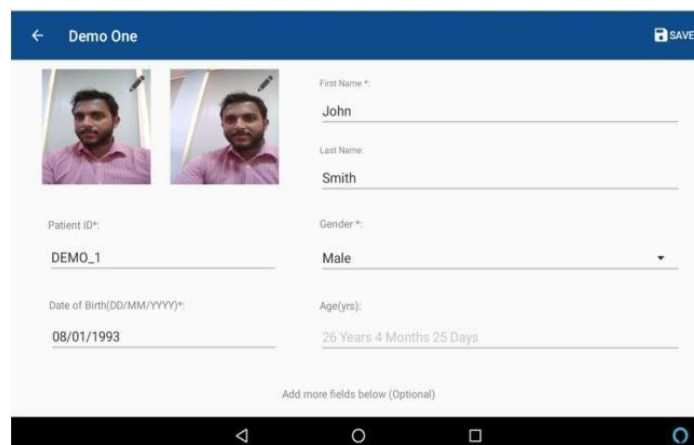 Demo One
SAVE
First Name *:
John
Last Name:
Smith
Patient ID*:
DEMO_1
Gender *:
Male
Date of Birth(DD/MM/YYYY)*:
08/01/1993
Age(yrs):
26 Years 4 Months 25 Days
Add more fields below (Optional)